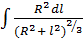 ∫ R² dl / (R² + l²)^(2/3)